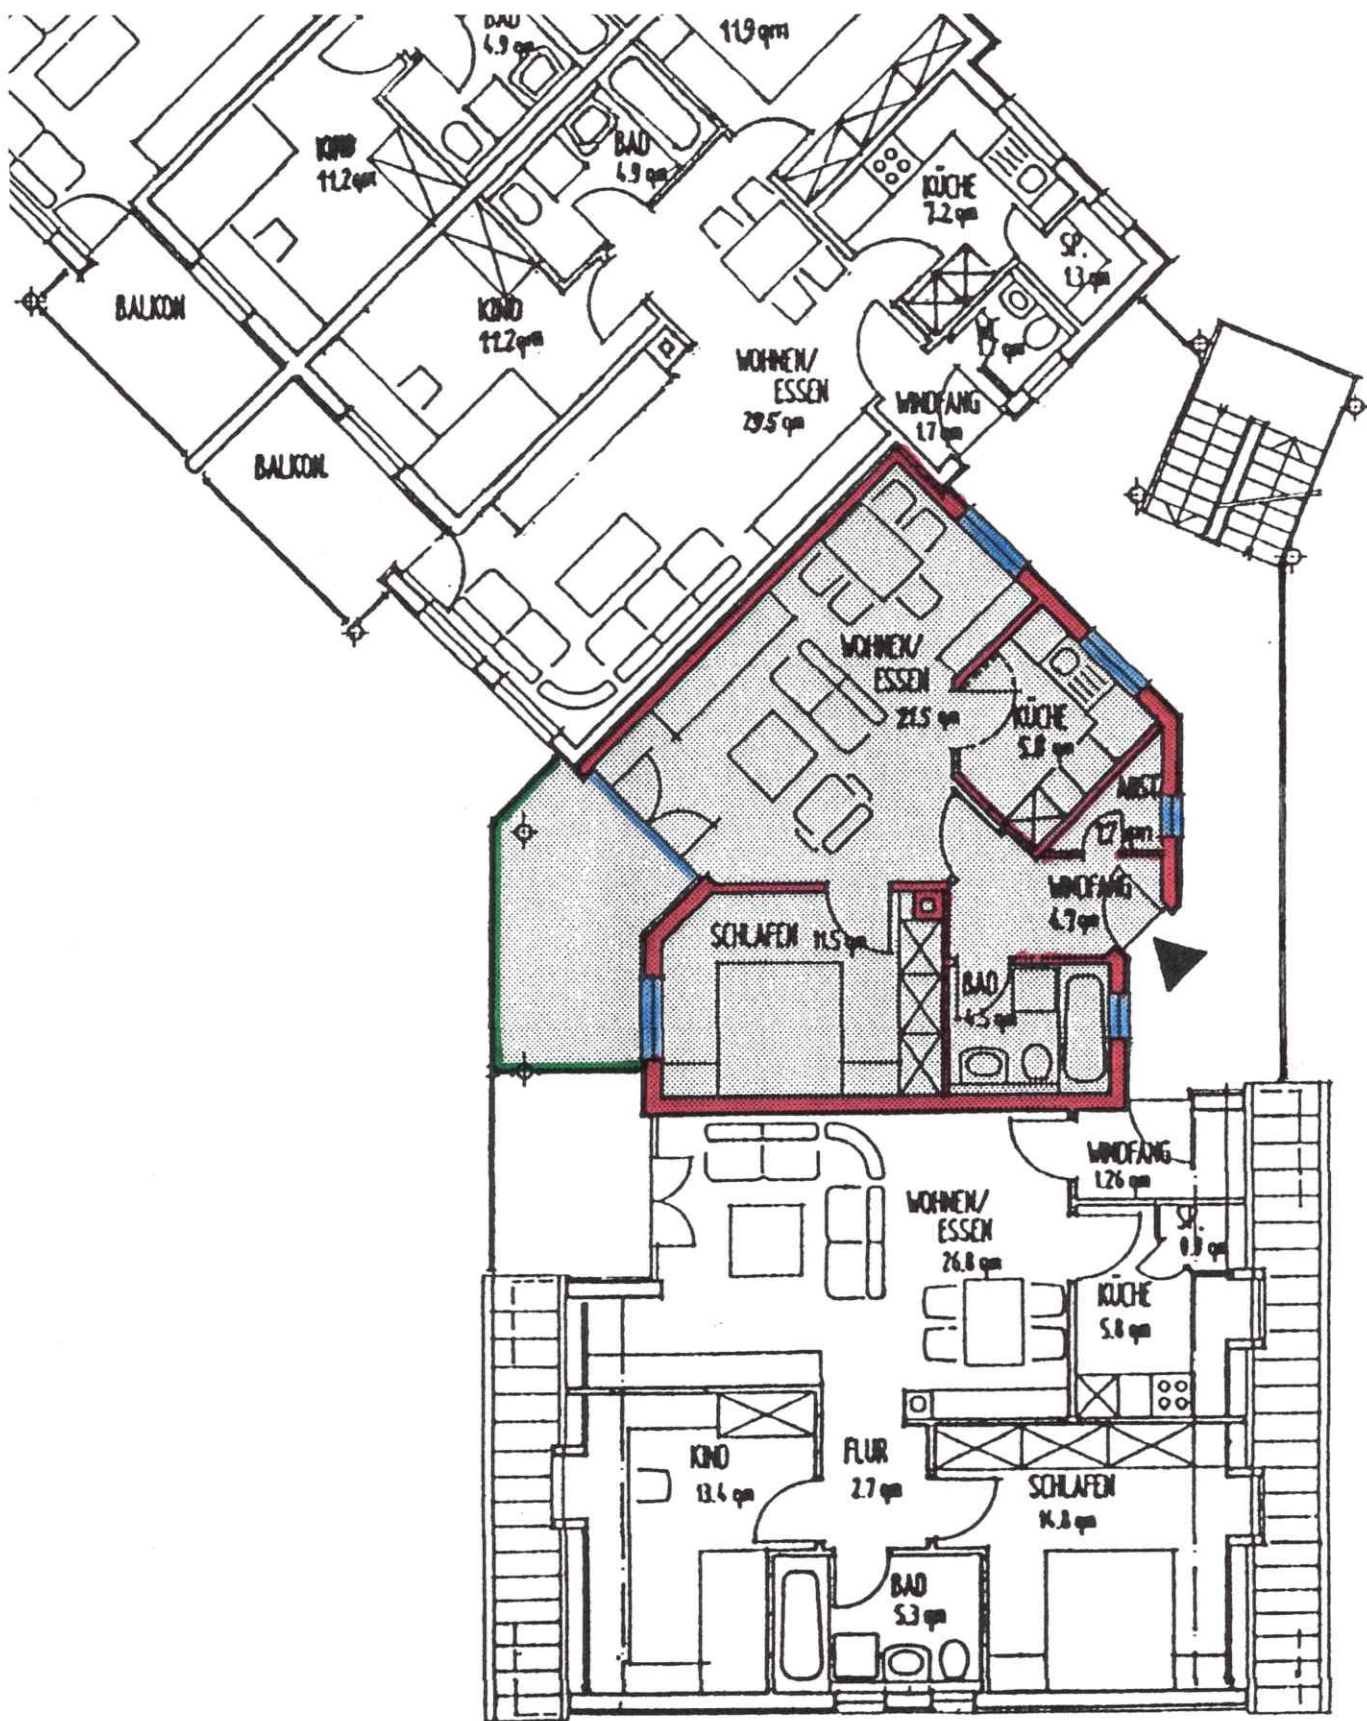 BAD
4.9 qm
11.9 qm
KIND
11.2 qm
BAD
4.9 qm
KÜCHE
7.2 qm
SP.
1.3 qm
BALKON
KIND
11.2 qm
WC
qm
WOHNEN/
ESSEN
29.5 qm
WINDFANG
1.7 qm
BALKON
WOHNEN/
ESSEN
21.5 qm
KÜCHE
5.8 qm
ABST.
1.7 qm
WINDFANG
4.7 qm
SCHLAFEN 11.5 qm
BAD
4.5 qm
WINDFANG
1.26 qm
WOHNEN/
ESSEN
26.8 qm
SP.
qm
KÜCHE
5.8 qm
KIND
13.4 qm
FLUR
2.7 qm
SCHLAFEN
14.8 qm
BAD
5.3 qm